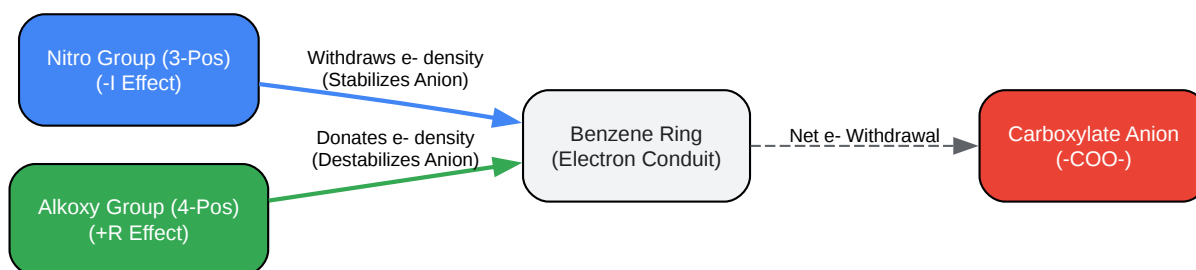 Nitro Group (3-Pos)
(-I Effect)
Withdraws e- density
(Stabilizes Anion)
Donates e- density
(Destabilizes Anion)
Alkoxy Group (4-Pos)
(+R Effect)
Benzene Ring
(Electron Conduit)
Net e- Withdrawal
Carboxylate Anion
(-COO-)